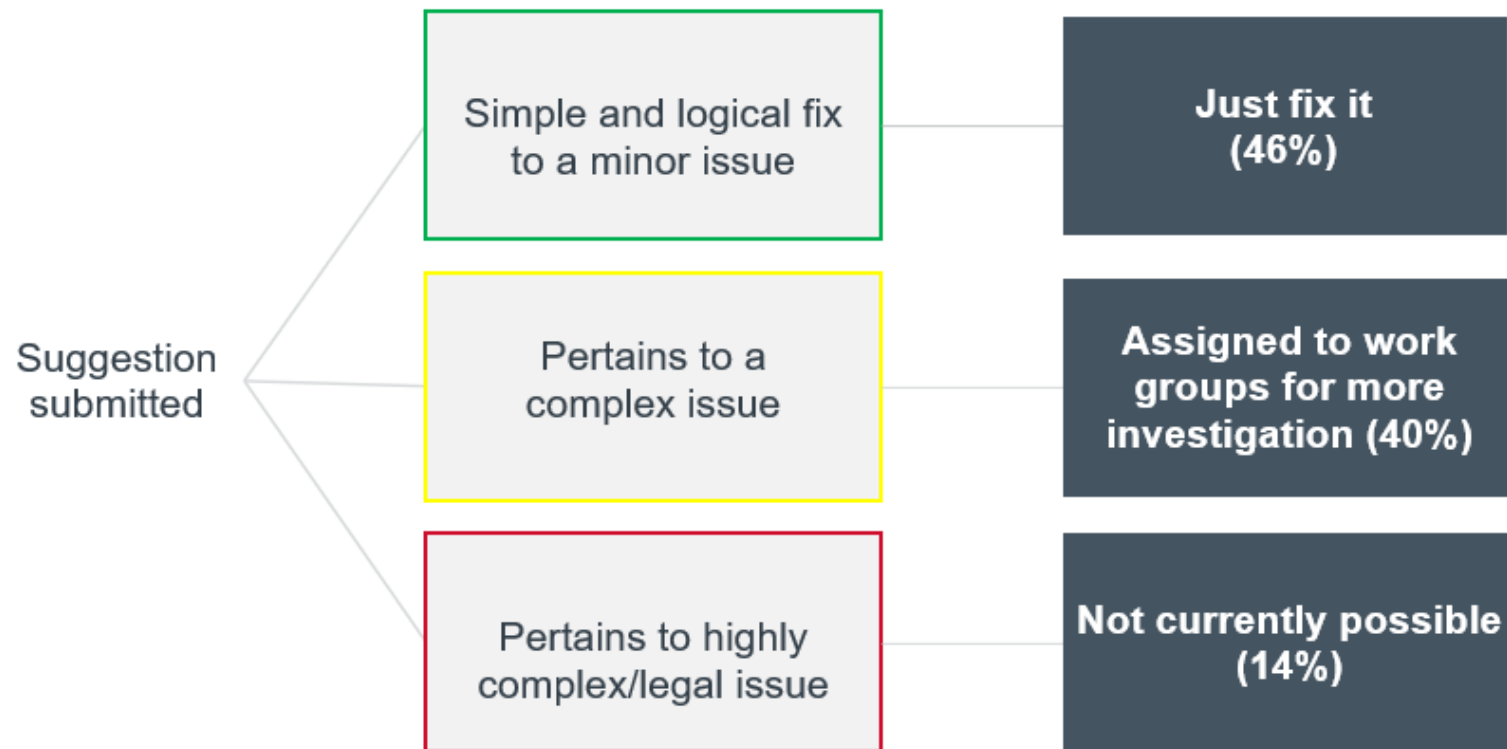 Suggestion
submitted
Simple and logical fix
to a minor issue
Just fix it
(46%)
Pertains to a
complex issue
Assigned to work
groups for more
investigation (40%)
Pertains to highly
complex/legal issue
Not currently possible
(14%)